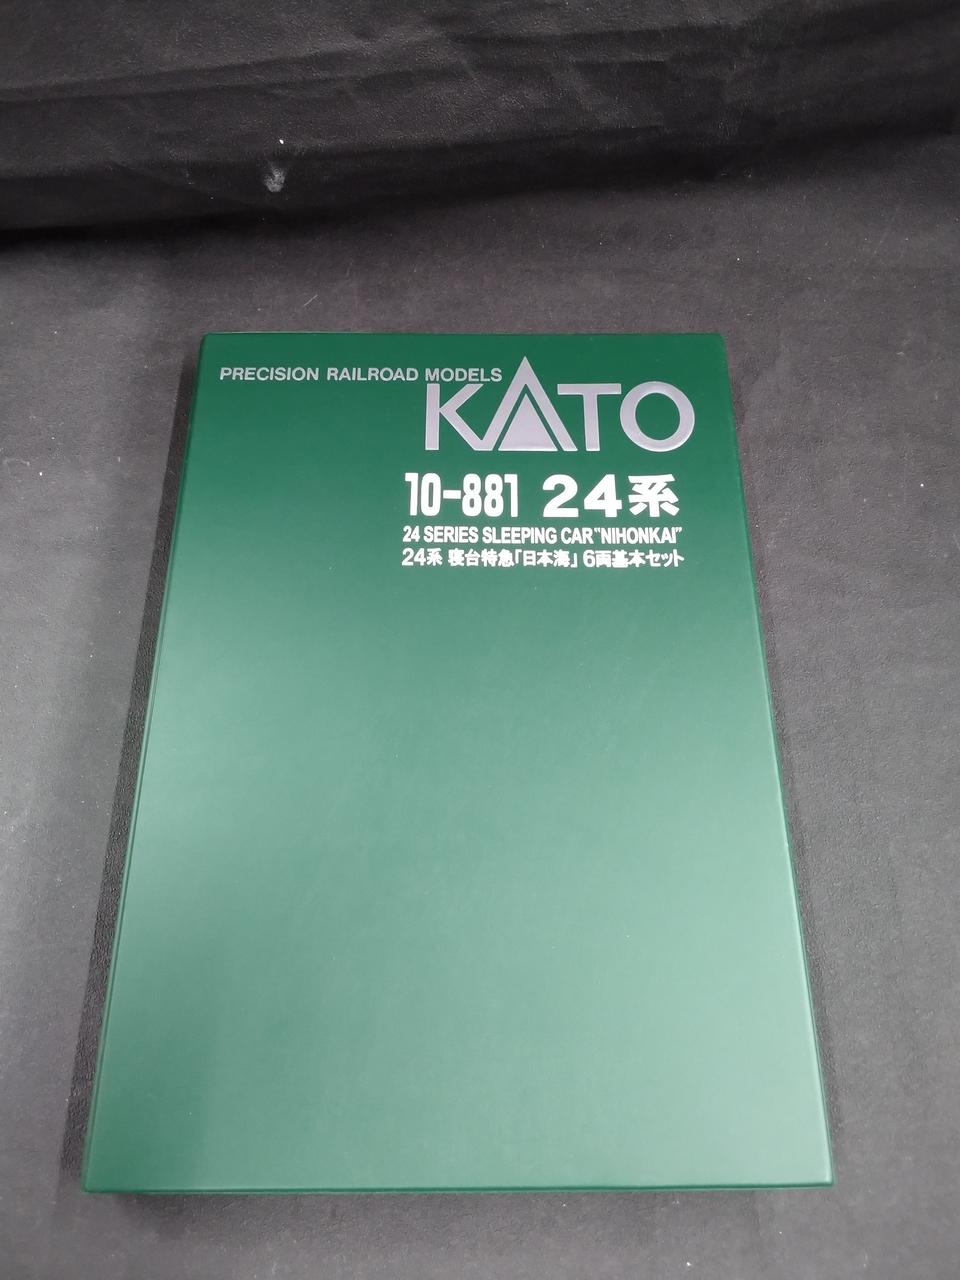 PRECISION RAILROAD MODELS
KATO
10-881 24系
24 SERIES SLEEPING CAR "NIHONKAI"
24系 寝台特急「日本海」 6両基本セット